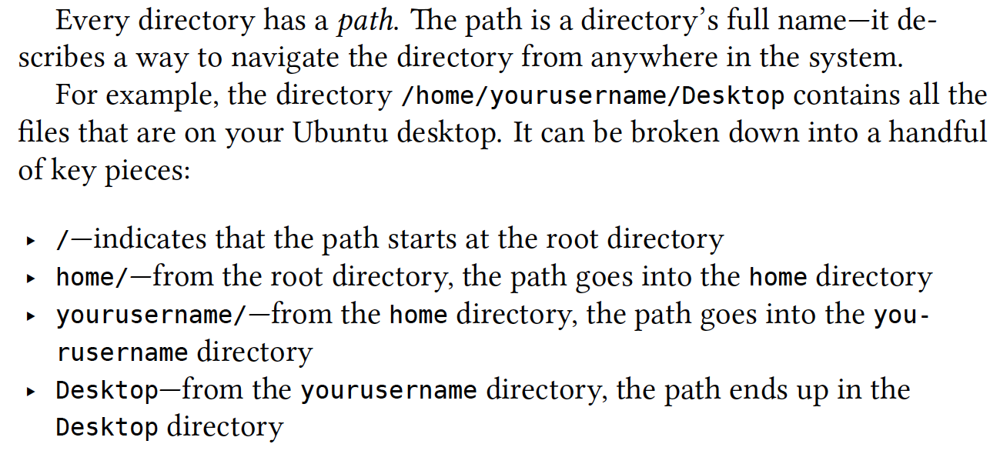 Every directory has a path. The path is a directory’s full name—it de-
scribes a way to navigate the directory from anywhere in the system.
For example, the directory /home/yourusername/Desktop contains all the
files that are on your Ubuntu desktop. It can be broken down into a handful
of key pieces:
▸ /—indicates that the path starts at the root directory
▸ home/—from the root directory, the path goes into the home directory
▸ yourusername/—from the home directory, the path goes into the you-
rusername directory
▸ Desktop—from the yourusername directory, the path ends up in the
Desktop directory